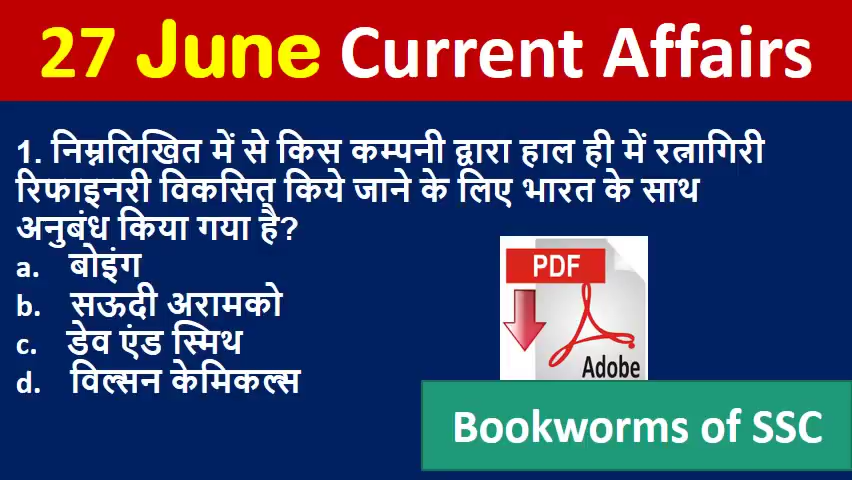 27 June Current Affairs
1. निम्नलिखित में से किस कम्पनी द्वारा हाल ही में रत्नागिरी
रिफाइनरी विकसित किये जाने के लिए भारत के साथ
अनुबंध किया गया है?
a. बोइंग
b. सऊदी अरामको
c. डेव एंड स्मिथ
d. विल्सन केमिकल्स
PDF
Adobe
Bookworms of SSC